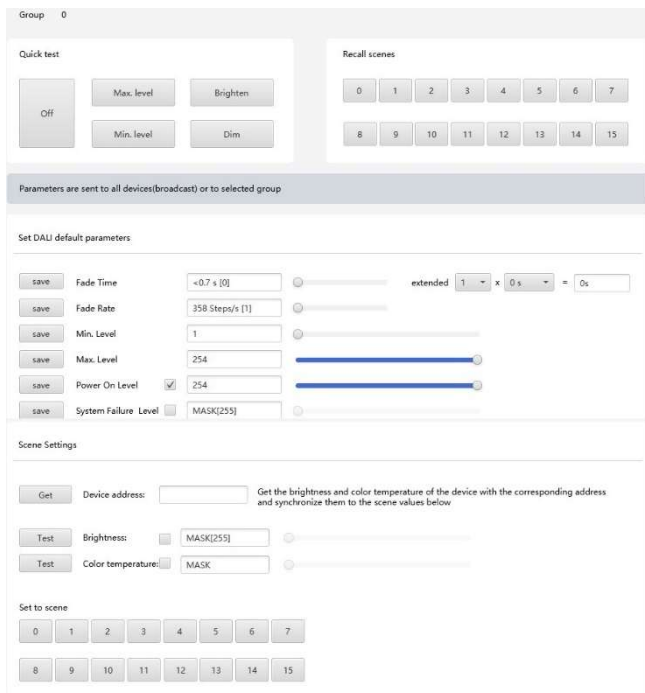 Group 0
Quick test
Off
Max. level
Brighten
Min. level
Dim
Recall scenes
0 1 2 3 4 5 6 7
8 9 10 11 12 13 14 15
Parameters are sent to all devices(broadcast) or to selected group
Set DALI default parameters
save Fade Time <0.7 s [0] extended 1 x 0 s = 0s
save Fade Rate 358 Steps/s [1]
save Min. Level 1
save Max. Level 254
save Power On Level 254
save System Failure Level MASK[255]
Scene Settings
Get Device address: Get the brightness and color temperature of the device with the corresponding address
and synchronize them to the scene values below
Test Brightness: MASK[255]
Test Color temperature: MASK
Set to scene
0 1 2 3 4 5 6 7
8 9 10 11 12 13 14 15